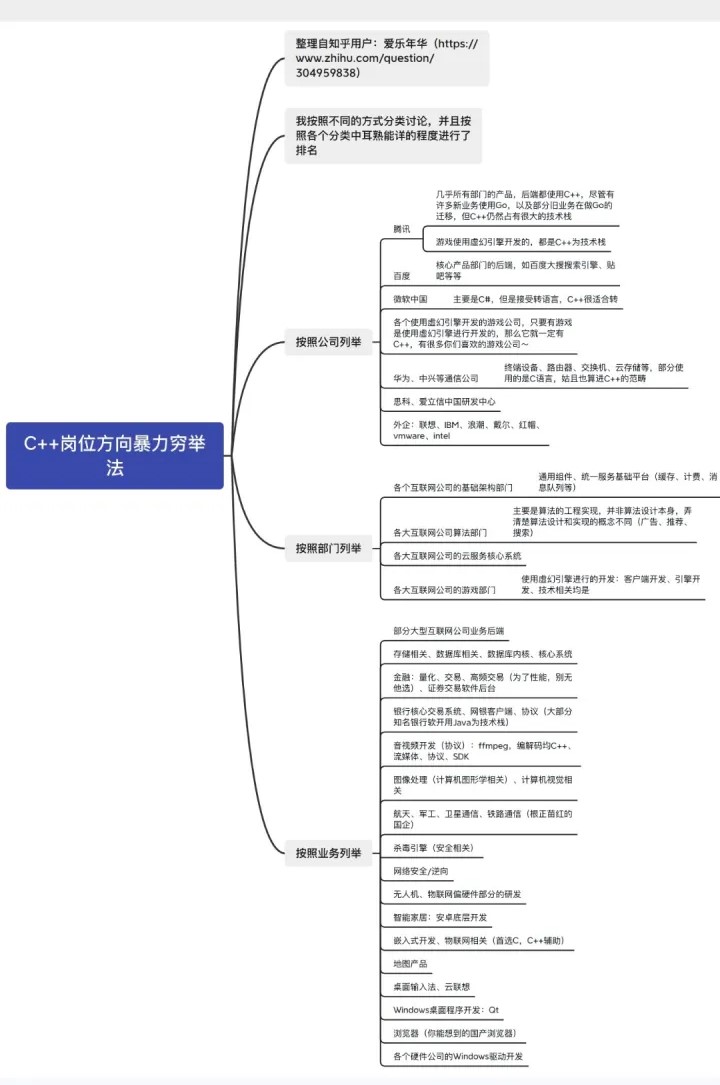 整理自知乎用户：爱乐年华（https://
www.zhihu.com/question/
304959838）
我按照不同的方式分类讨论，并且按
照各个分类中耳熟能详的程度进行了
排名
C++岗位方向暴力穷举
法
按照公司列举
腾讯
几乎所有部门的产品，后端都使用C++，尽管有
许多新业务使用Go，以及部分旧业务在做Go的
迁移，但C++仍然占有很大的技术栈
游戏使用虚幻引擎开发的，都是C++为技术栈
百度
核心产品部门的后端，如百度大搜搜索引擎、贴
吧等等
微软中国
主要是C#，但是接受转语言，C++很适合转
各个使用虚幻引擎开发的游戏公司，只要有游戏
是使用虚幻引擎进行开发的，那么它就一定有
C++，有很多你们喜欢的游戏公司～
华为、中兴等通信公司
终端设备、路由器、交换机、云存储等，部分使
用的是C语言，姑且也算进C++的范畴
思科、爱立信中国研发中心
外企：联想、IBM、浪潮、戴尔、红帽、
vmware、intel
按照部门列举
各个互联网公司的基础架构部门
通用组件、统一服务基础平台（缓存、计费、消
息队列等）
各大互联网公司算法部门
主要是算法的工程实现，并非算法设计本身，弄
清楚算法设计和实现的概念不同（广告、推荐、
搜索）
各大互联网公司的云服务核心系统
各大互联网公司的游戏部门
使用虚幻引擎进行的开发：客户端开发、引擎开
发、技术相关均是
按照业务列举
部分大型互联网公司业务后端
存储相关、数据库相关、数据库内核、核心系统
金融：量化、交易、高频交易（为了性能，别无
他选）、证券交易软件后台
银行核心交易系统、网银客户端、协议（大部分
知名银行软开用Java为技术栈）
音视频开发（协议）：ffmpeg，编解码均C++、
流媒体、协议、SDK
图像处理（计算机图形学相关）、计算机视觉相
关
航天、军工、卫星通信、铁路通信（根正苗红的
国企）
杀毒引擎（安全相关）
网络安全/逆向
无人机、物联网偏硬件部分的研发
智能家居：安卓底层开发
嵌入式开发、物联网相关（首选C，C++辅助）
地图产品
桌面输入法、云联想
Windows桌面程序开发：Qt
浏览器（你能想到的国产浏览器）
各个硬件公司的Windows驱动开发